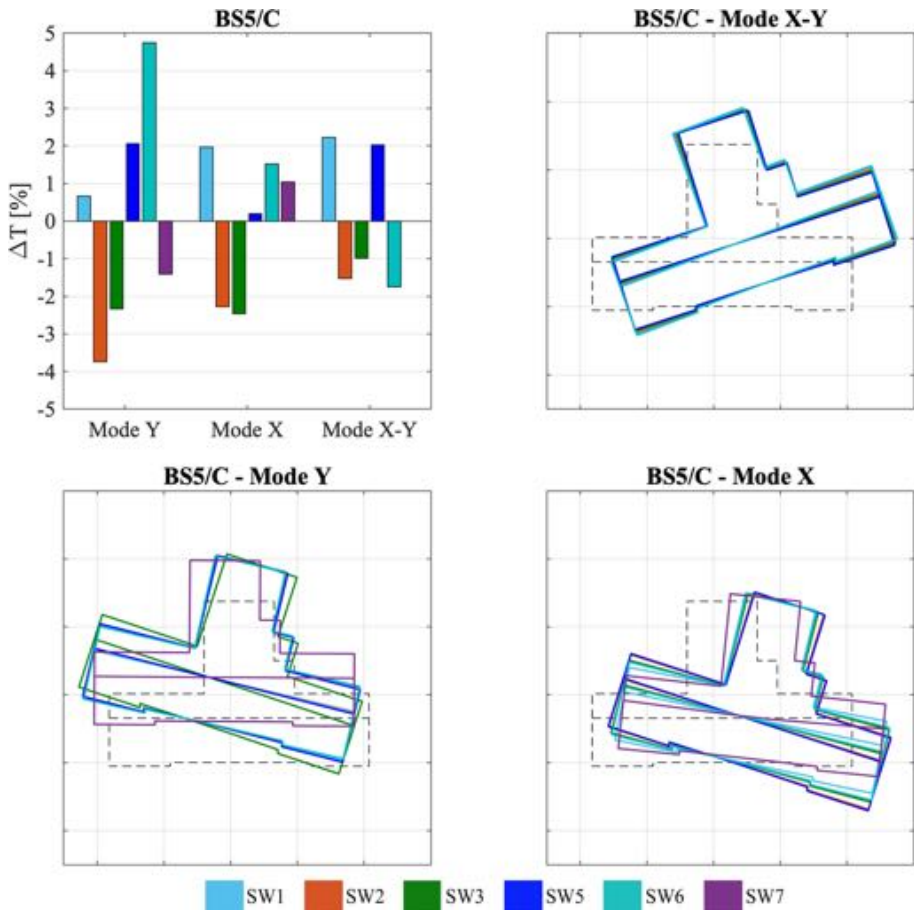 BS5/C
BS5/C - Mode X-Y
ΔT [%]
5
4
3
2
1
0
-1
-2
-3
-4
-5
Mode Y
Mode X
Mode X-Y
BS5/C - Mode Y
BS5/C - Mode X
SW1
SW2
SW3
SW5
SW6
SW7